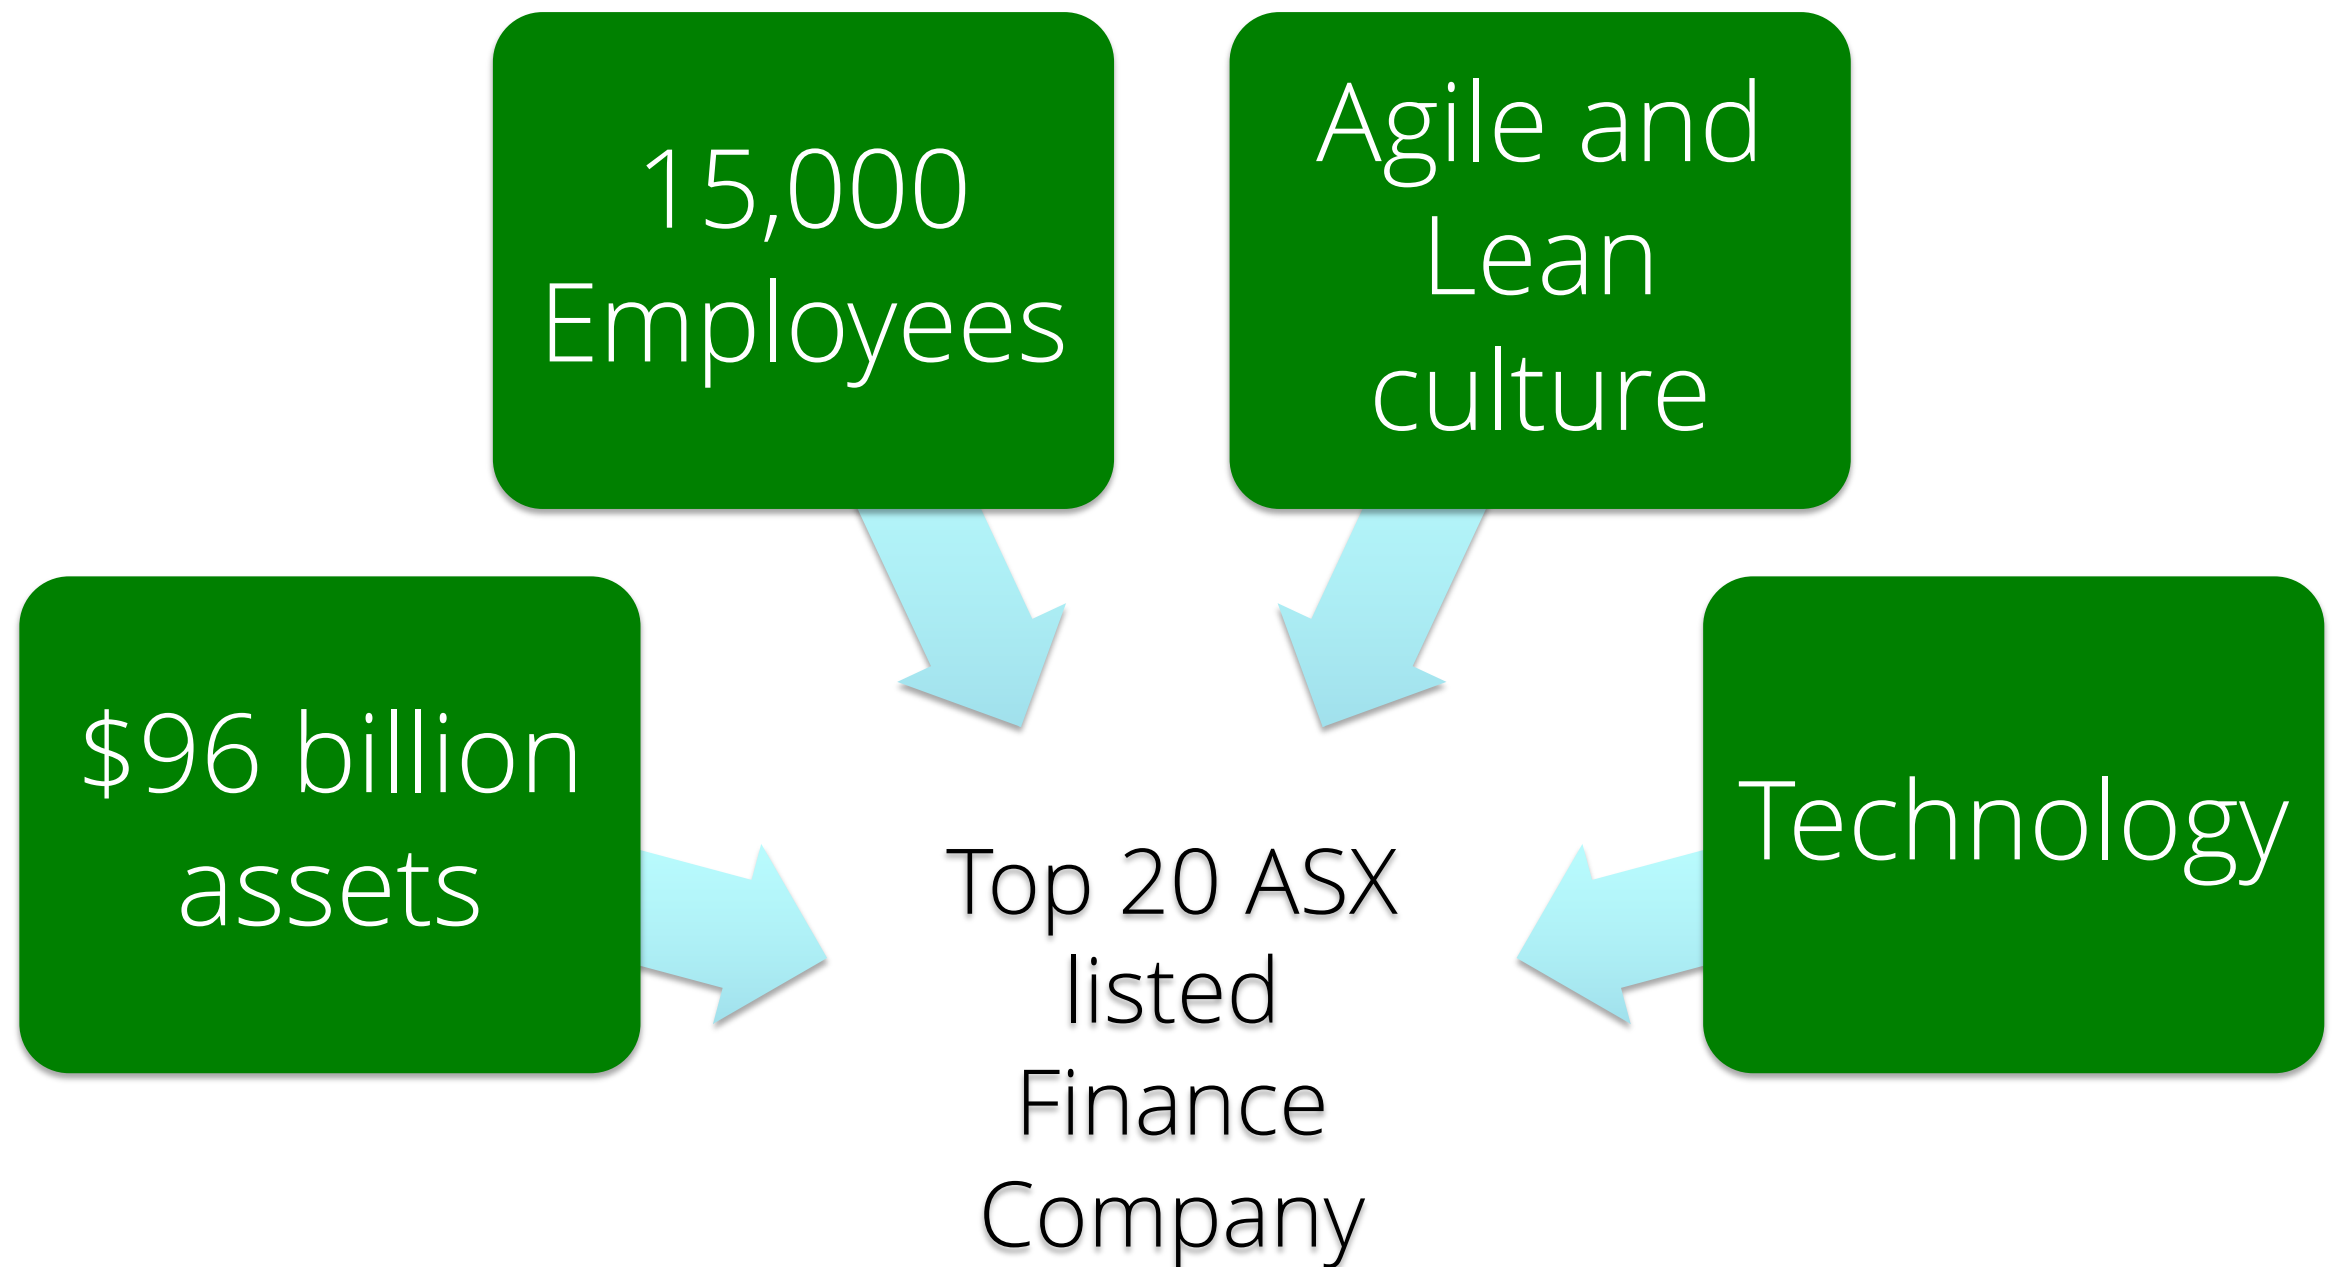 15,000
Employees
Agile and
Lean
culture
$96 billion
assets
Technology
Top 20 ASX
listed
Finance
Company